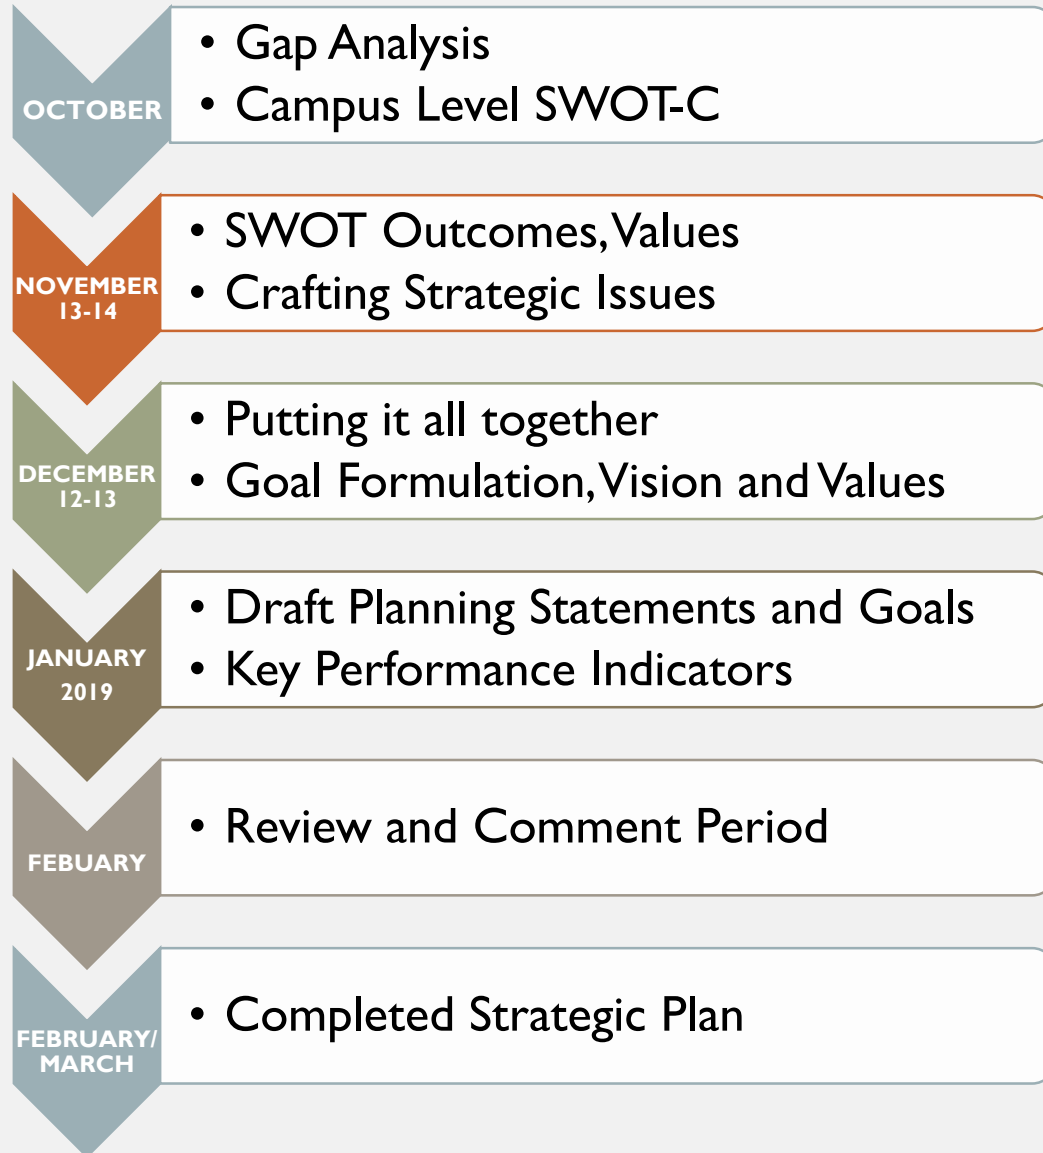 OCTOBER
• Gap Analysis
• Campus Level SWOT-C
NOVEMBER
13-14
• SWOT Outcomes, Values
• Crafting Strategic Issues
DECEMBER
12-13
• Putting it all together
• Goal Formulation, Vision and Values
JANUARY
2019
• Draft Planning Statements and Goals
• Key Performance Indicators
FEBUARY
• Review and Comment Period
FEBRUARY/
MARCH
• Completed Strategic Plan